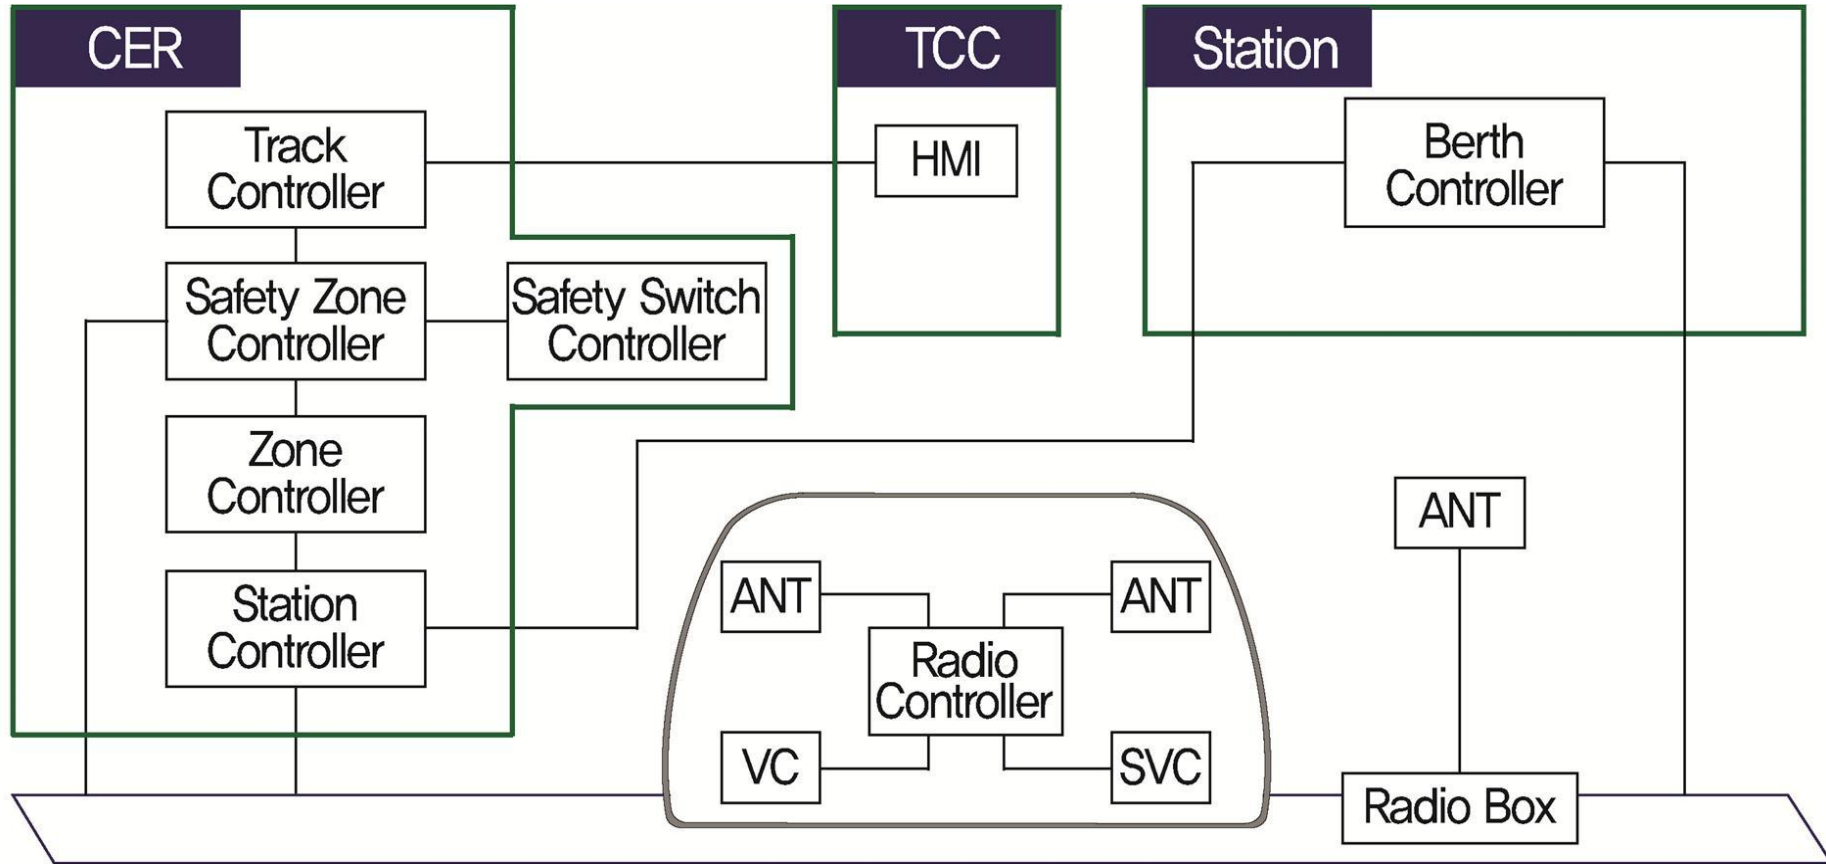 CER
TCC
Station
Track
Controller
HMI
Berth
Controller
Safety Zone
Controller
Safety Switch
Controller
Zone
Controller
Station
Controller
ANT
ANT
ANT
Radio
Controller
VC
SVC
Radio Box